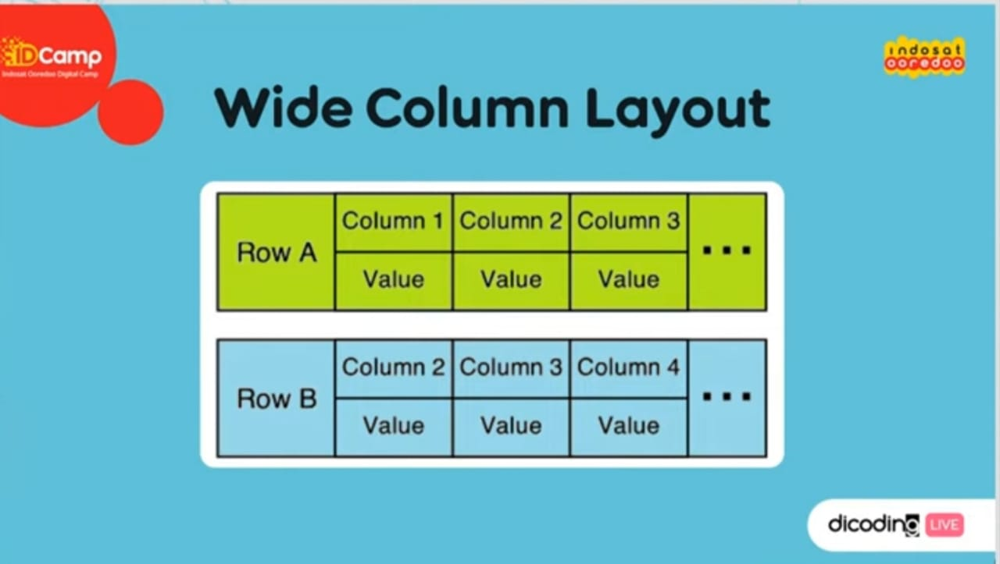 iDCamp
Indosat Ooredoo Digital Camp
indosat
ooredoo
Wide Column Layout
Row A
Column 1 Column 2 Column 3 ...
Value Value Value
Row B
Column 2 Column 3 Column 4 ...
Value Value Value
dicoding LIVE